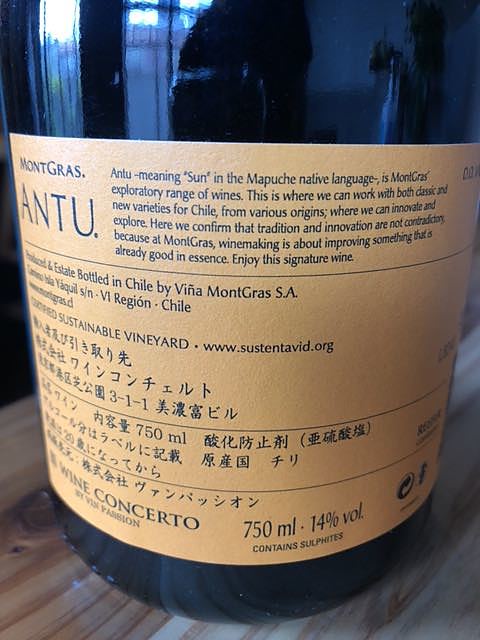 MONTGRAS.
ANTU.
Antu -meaning "Sun" in the Mapuche native language-, is MontGras'
exploratory range of wines. This is where we can work with both classic and
new varieties for Chile, from various origins; where we can innovate and
explore. Here we confirm that tradition and innovation are not contradictory,
because at MontGras, winemaking is about improving something that is
already good in essence. Enjoy this signature wine.
Produced & Estate Bottled in Chile by Viña MontGras S.A.
Camino Isla Yáquil s/n · VI Región · Chile
www.montgras.cl
CERTIFIED SUSTAINABLE VINEYARD · www.sustentavid.org
輸入者及び引き取り先
株式会社 ワインコンチェルト
東京都港区芝公園3-1-1 美濃富ビル
ワイン 内容量 750 ml 酸化防止剤（亜硫酸塩）
アルコール分はラベルに記載 原産国 チリ
お酒は20歳になってから
株式会社 ヴァンパッシオン
WINE CONCERTO
BY VIN PASSION
750 ml · 14% vol.
CONTAINS SULPHITES
D.O.